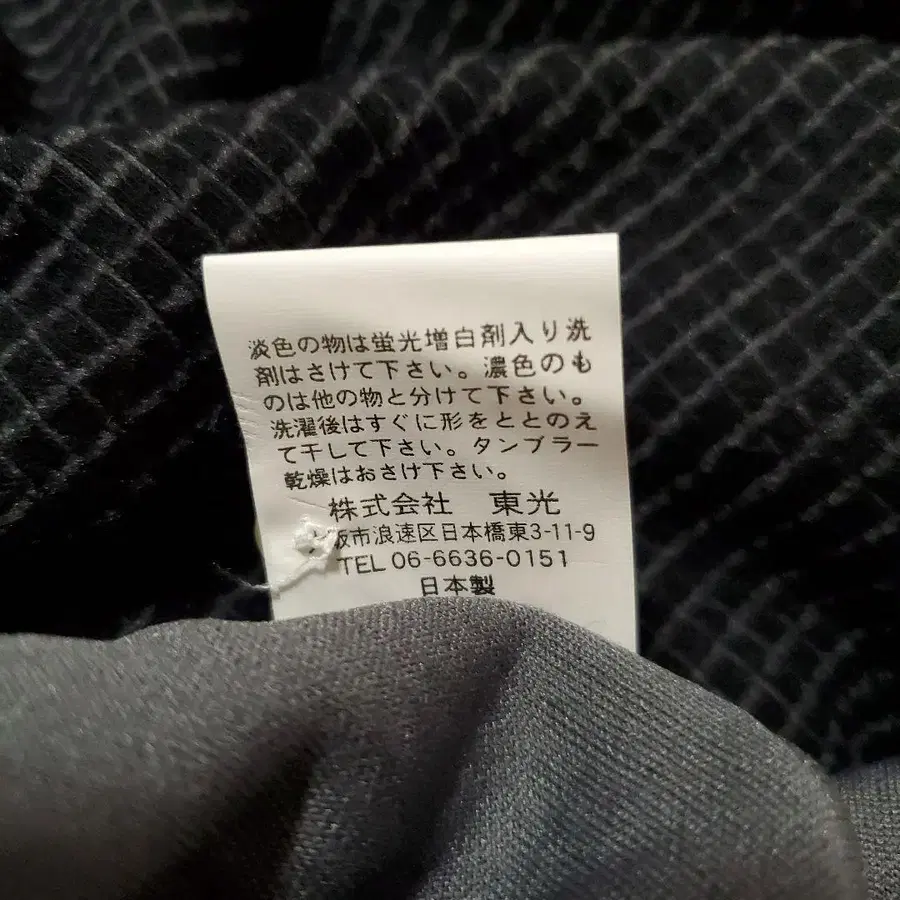 淡色の物は蛍光増白剤入り洗
剤はさけて下さい。濃色のも
のは他の物と分けて下さい。
洗濯後はすぐに形をととのえ
て干して下さい。タンブラー
乾燥はおさけ下さい。
株式会社 東光
阪市浪速区日本橋東3-11-9
TEL 06-6636-0151
日本製